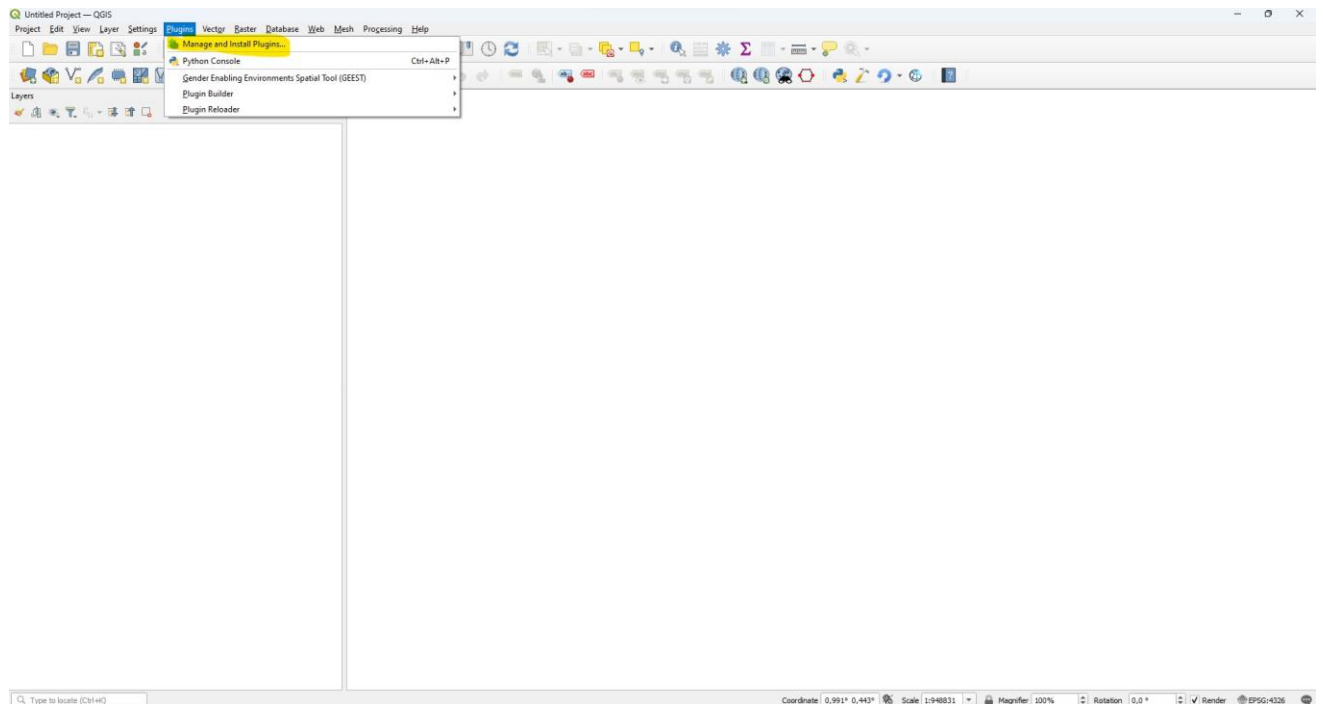 Untitled Project — QGIS
Project Edit View Layer Settings Plugins Vector Raster Database Web Mesh Processing Help
Manage and Install Plugins...
Python Console Ctrl+Alt+P
Gender Enabling Environments Spatial Tool (GEEST)
Plugin Builder
Plugin Reloader
Layers
Type to locate (Ctrl+K) Coordinate 0,991° 0,443° Scale 1:948831 Magnifier 100% Rotation 0,0 ° Render EPSG:4326